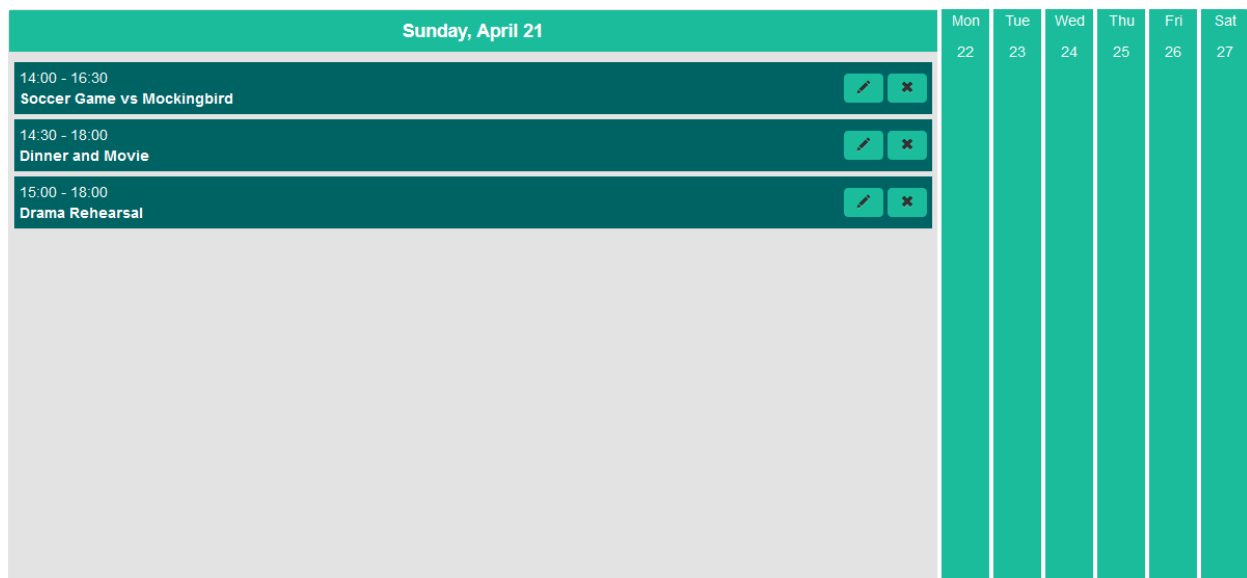 Sunday, April 21
14:00 - 16:30
Soccer Game vs Mockingbird
14:30 - 18:00
Dinner and Movie
15:00 - 18:00
Drama Rehearsal
Mon
22
Tue
23
Wed
24
Thu
25
Fri
26
Sat
27